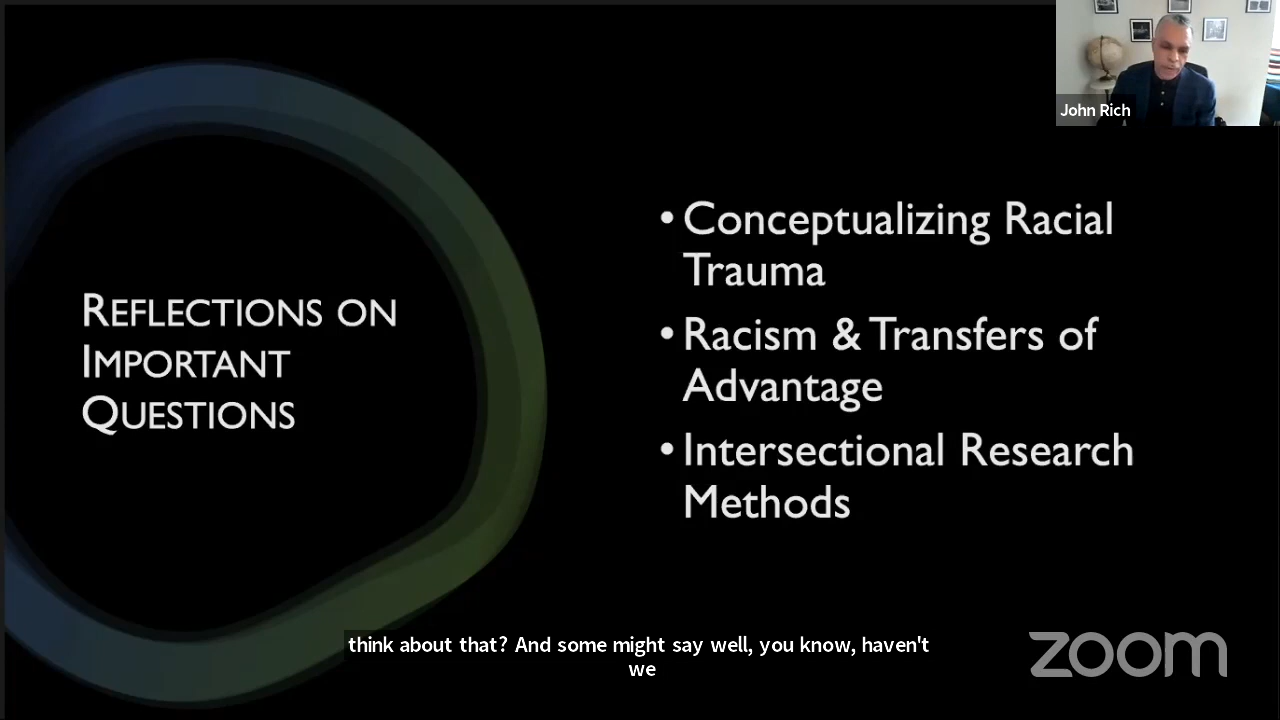 John Rich
REFLECTIONS ON
IMPORTANT
QUESTIONS
• Conceptualizing Racial
Trauma
• Racism & Transfers of
Advantage
• Intersectional Research
Methods
think about that? And some might say well, you know, haven't
we
zoom